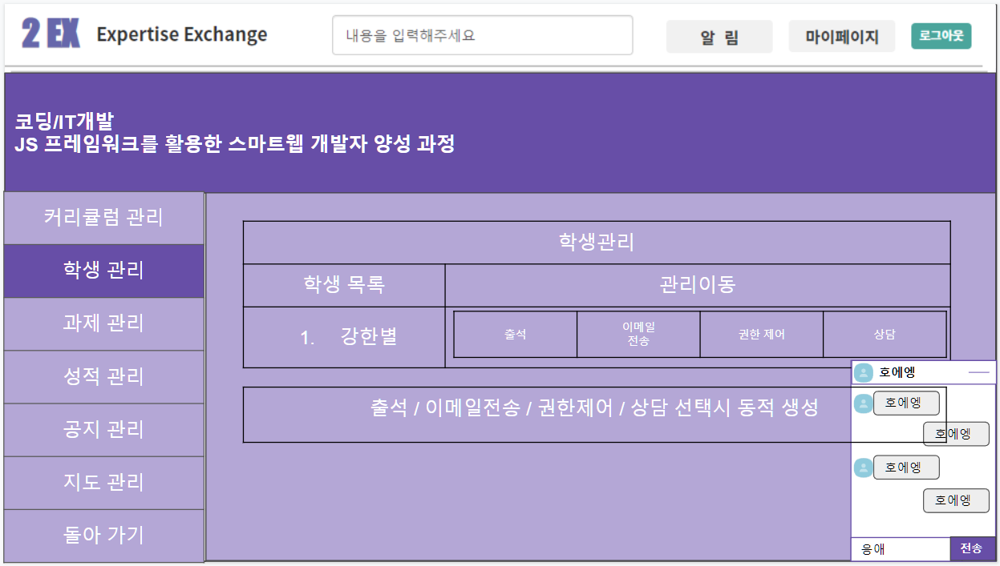 2 EX Expertise Exchange
내용을 입력해주세요
알 림
마이페이지
로그아웃
코딩/IT개발
JS 프레임워크를 활용한 스마트웹 개발자 양성 과정
커리큘럼 관리
학생 관리
과제 관리
성적 관리
공지 관리
지도 관리
돌아 가기
학생관리
학생 목록
관리이동
1. 강한별
출석
이메일
전송
권한 제어
상담
출석 / 이메일전송 / 권한제어 / 상담 선택시 동적 생성
호에엥
호에엥
호에엥
호에엥
호에엥
응애
전송